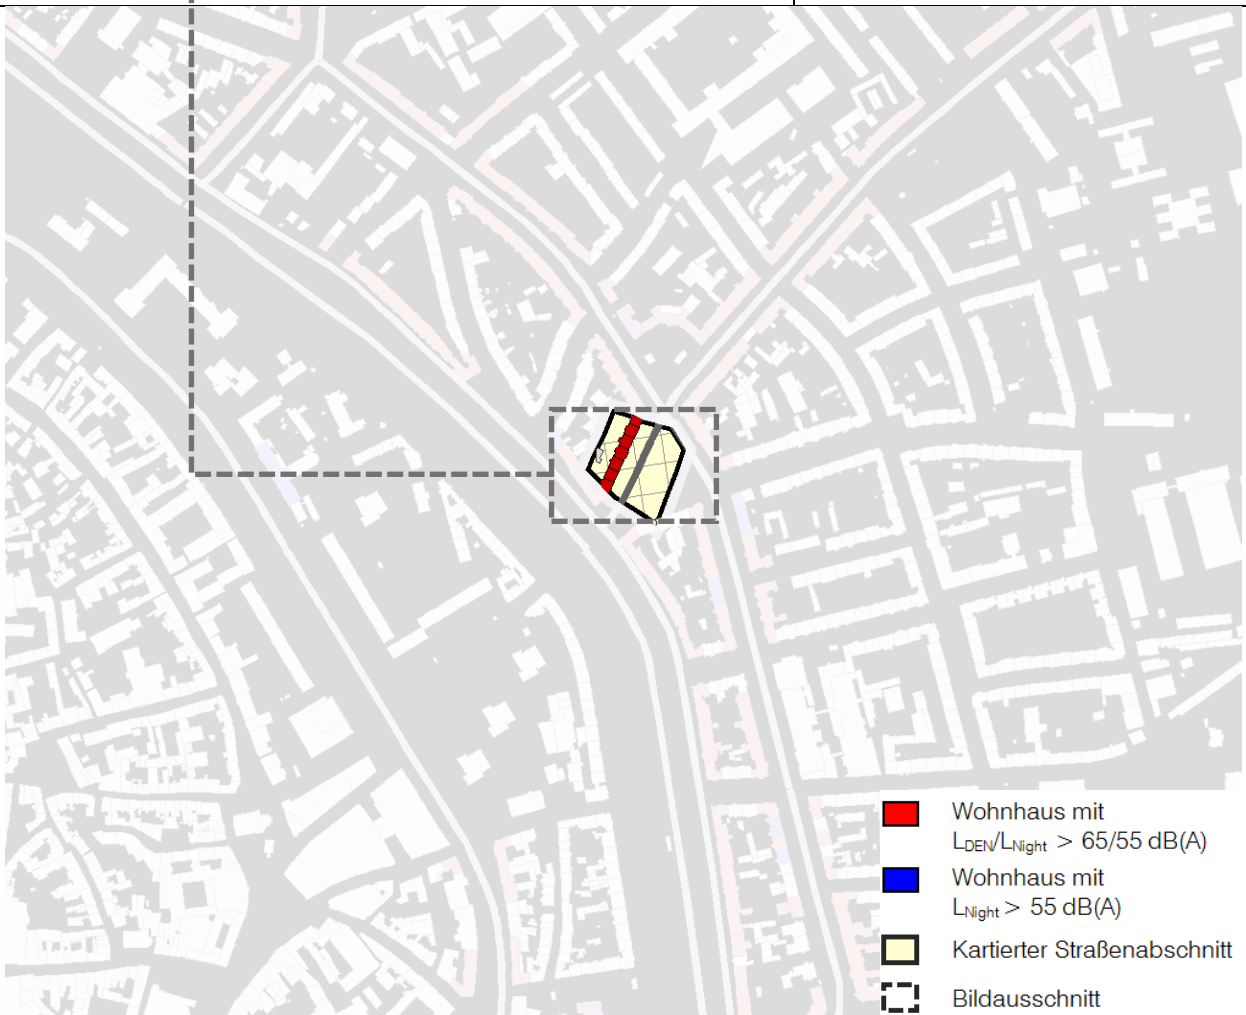 Wohnhaus mit
LDEN/LNight > 65/55 dB(A)
Wohnhaus mit
LNight > 55 dB(A)
Kartierter Straßenabschnitt
Bildausschnitt